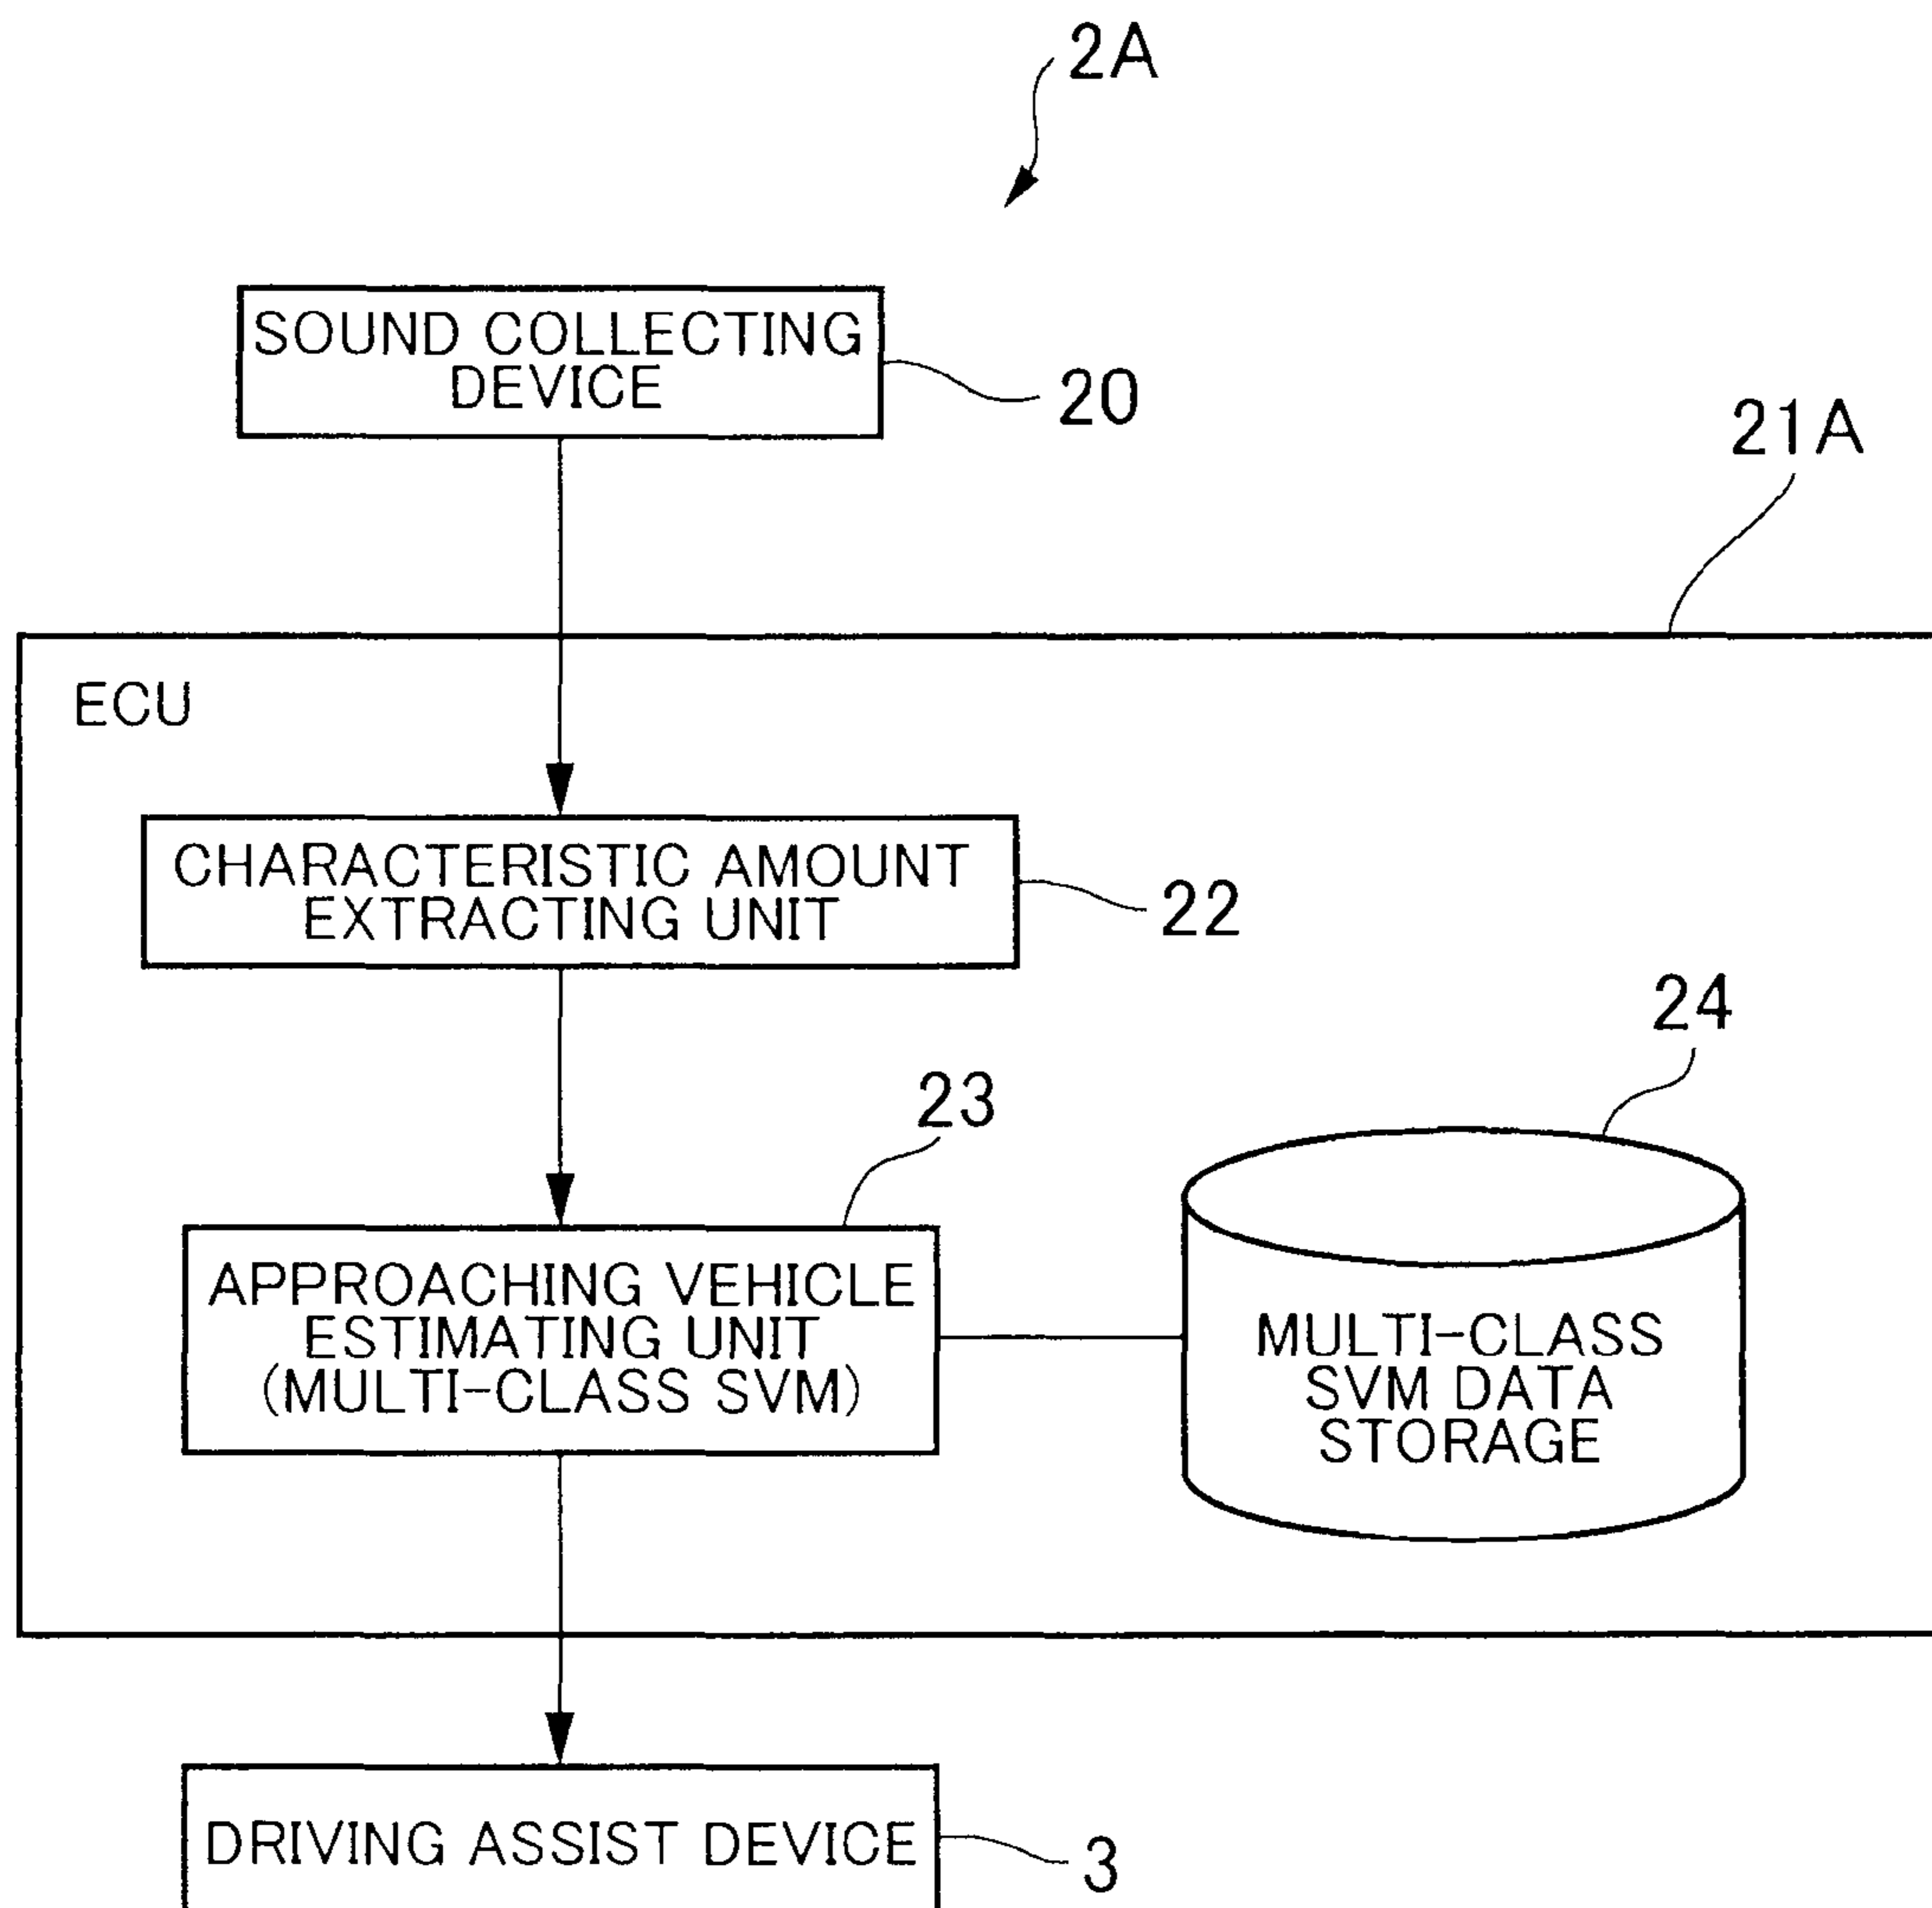 2A
SOUND COLLECTING
DEVICE
20
21A
ECU
CHARACTERISTIC AMOUNT
EXTRACTING UNIT
22
23
24
APPROACHING VEHICLE
ESTIMATING UNIT
(MULTI-CLASS SVM)
MULTI-CLASS
SVM DATA
STORAGE
DRIVING ASSIST DEVICE
3